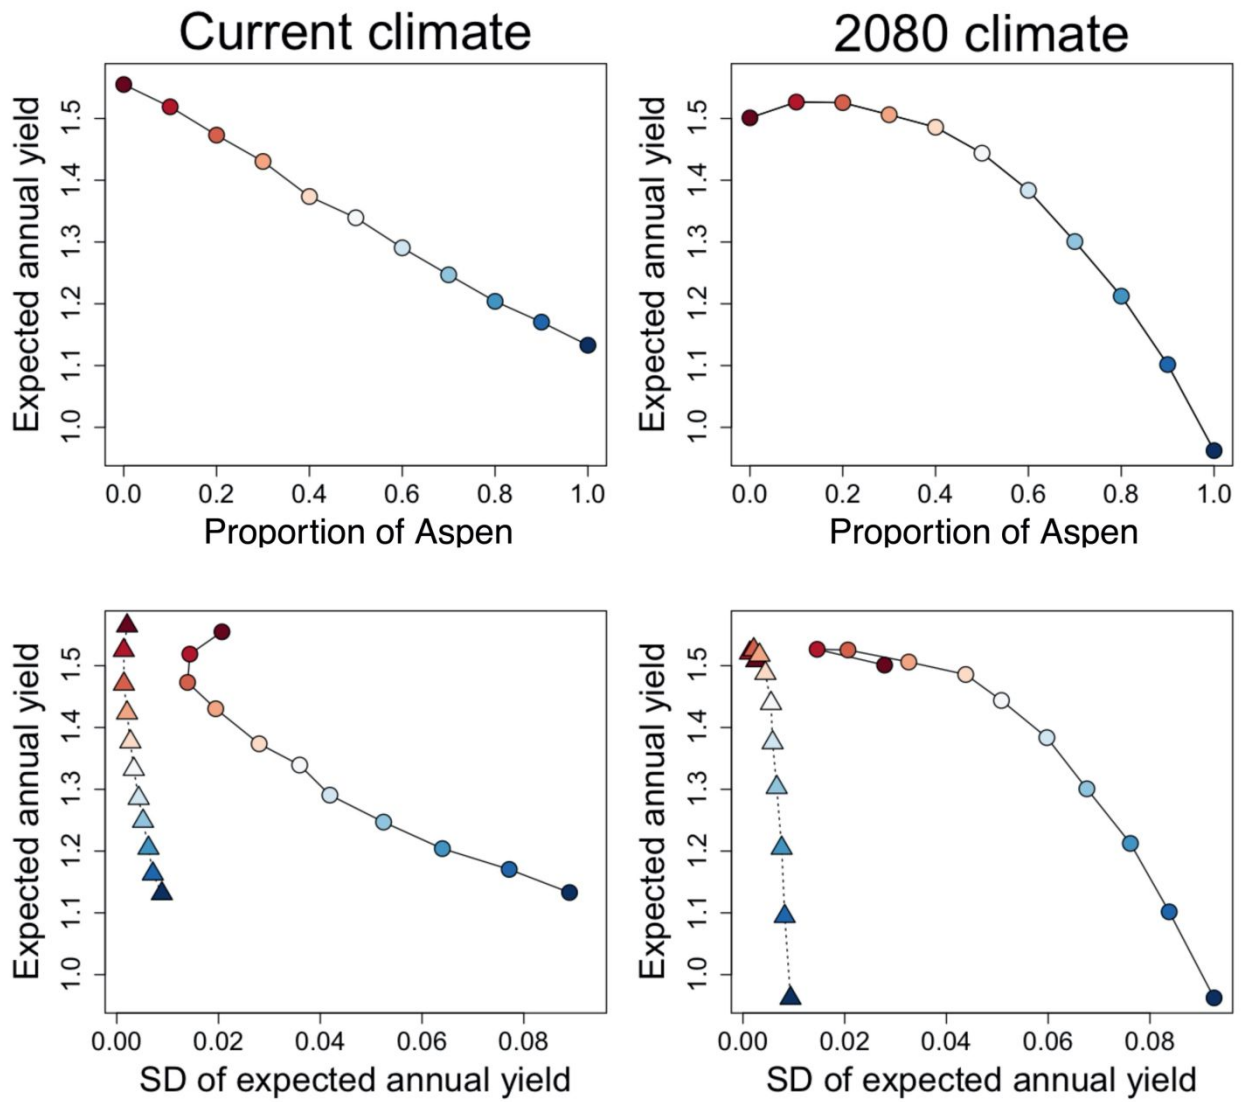 Current climate
2080 climate
Expected annual yield
1.0 1.1 1.2 1.3 1.4 1.5
0.0 0.2 0.4 0.6 0.8 1.0
Proportion of Aspen
Expected annual yield
1.0 1.1 1.2 1.3 1.4 1.5
0.0 0.2 0.4 0.6 0.8 1.0
Proportion of Aspen
Expected annual yield
1.0 1.1 1.2 1.3 1.4 1.5
0.00 0.02 0.04 0.06 0.08
SD of expected annual yield
Expected annual yield
1.0 1.1 1.2 1.3 1.4 1.5
0.00 0.02 0.04 0.06 0.08
SD of expected annual yield